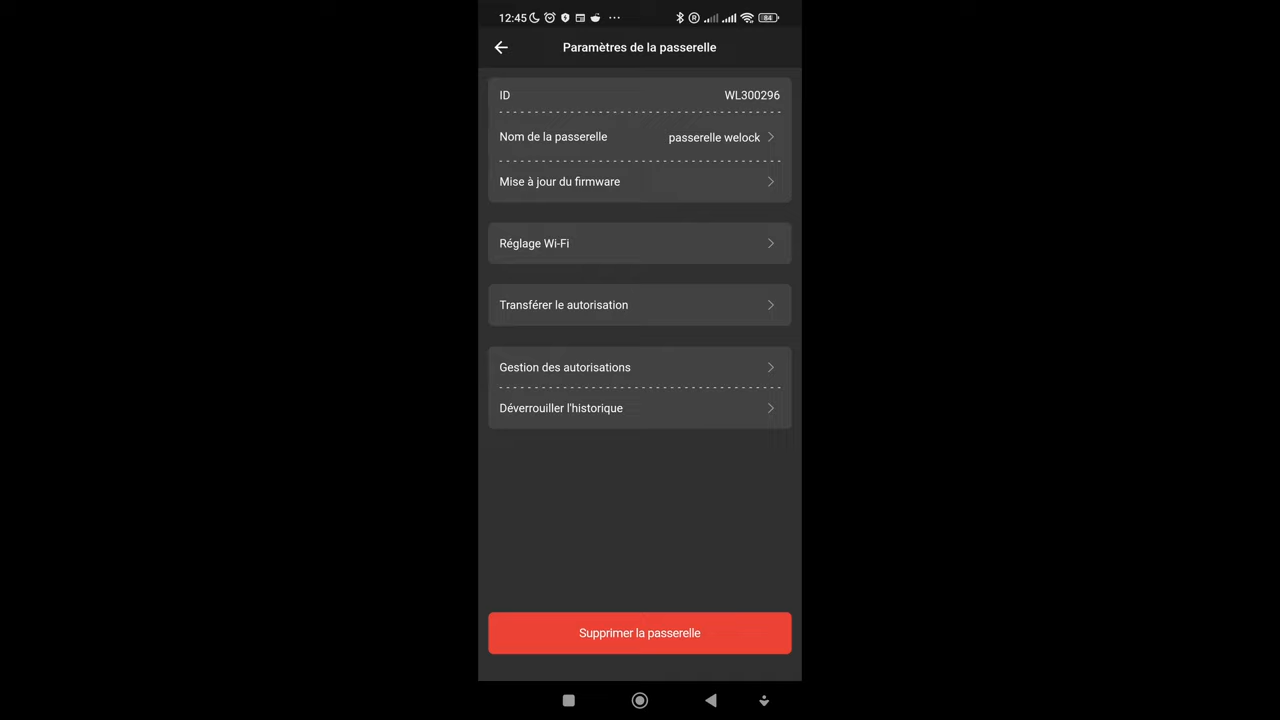 12:45
84
Paramètres de la passerelle
ID WL300296
Nom de la passerelle passerelle welock
Mise à jour du firmware
Réglage Wi-Fi
Transférer le autorisation
Gestion des autorisations
Déverrouiller l'historique
Supprimer la passerelle